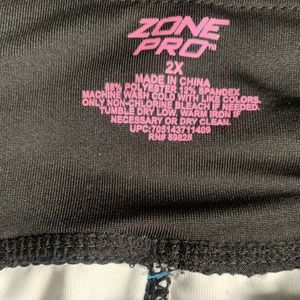 ZONE
PRO™
2X
MADE IN CHINA
88% POLYESTER 12% SPANDEX
MACHINE WASH COLD WITH LIKE COLORS.
ONLY NON-CHLORINE BLEACH IF NEEDED.
TUMBLE DRY LOW. WARM IRON IF
NECESSARY OR DRY CLEAN.
UPC:705143711409
RN# 89828